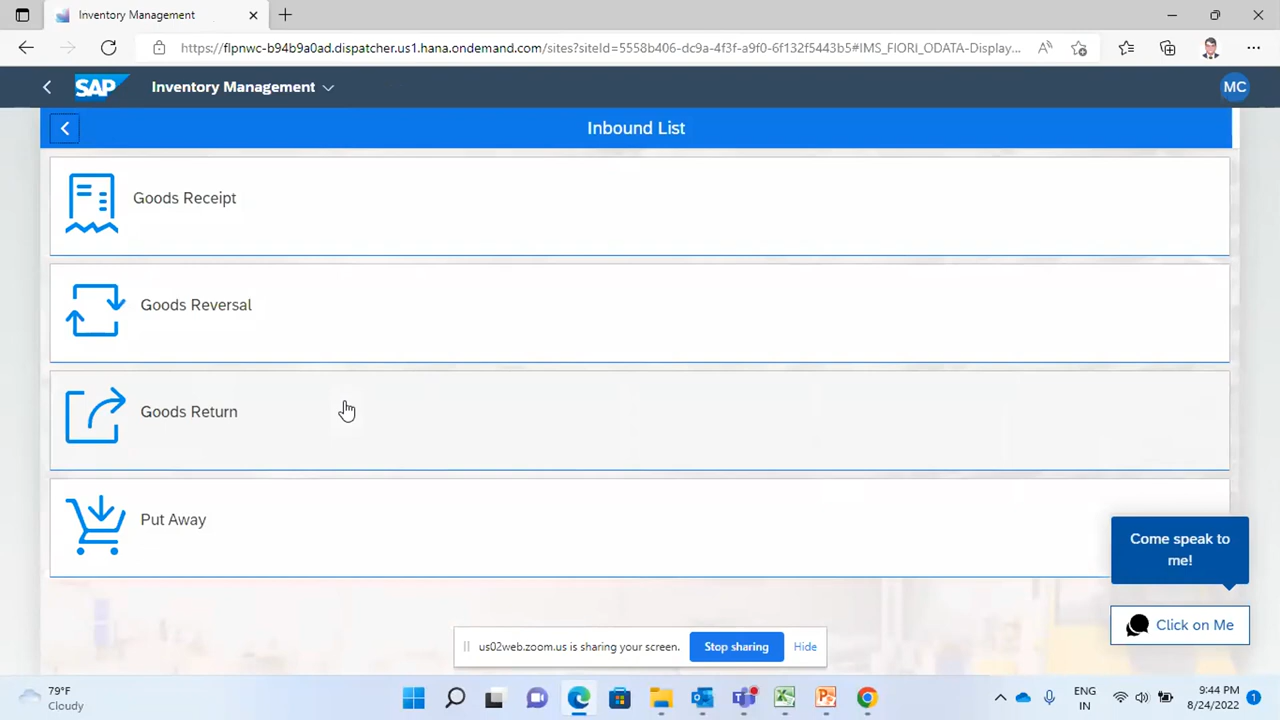 Inventory Management
https://flpnwc-b94b9a0ad.dispatcher.us1.hana.ondemand.com/sites?siteId=5558b406-dc9a-4f3f-a9f0-6f132f5443b5#IMS_FIORI_ODATA-Display...
SAP Inventory Management MC
Inbound List
Goods Receipt
Goods Reversal
Goods Return
Put Away
Come speak to
me!
Click on Me
us02web.zoom.us is sharing your screen. Stop sharing Hide
79°F
Cloudy
ENG
IN
9:44 PM
8/24/2022
1